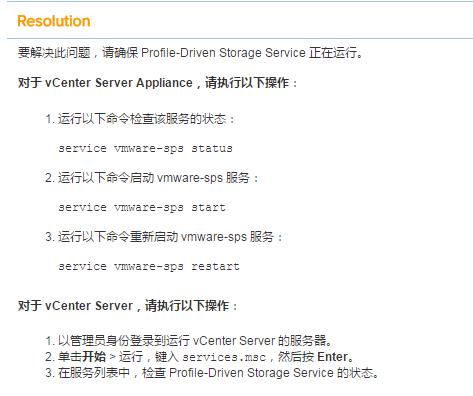 Resolution
要解决此问题，请确保 Profile-Driven Storage Service 正在运行。
对于 vCenter Server Appliance，请执行以下操作：
1. 运行以下命令检查该服务的状态：
service vmware-sps status
2. 运行以下命令启动 vmware-sps 服务：
service vmware-sps start
3. 运行以下命令重新启动 vmware-sps 服务：
service vmware-sps restart
对于 vCenter Server，请执行以下操作：
1. 以管理员身份登录到运行 vCenter Server 的服务器。
2. 单击开始 > 运行，键入 services.msc，然后按 Enter。
3. 在服务列表中，检查 Profile-Driven Storage Service 的状态。